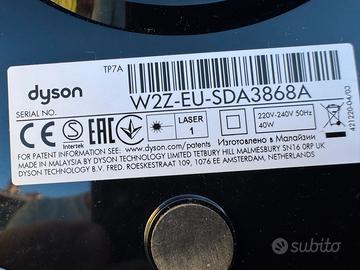 TP7A
dyson
SERIAL NO.
W2Z-EU-SDA3868A
CE
S
Intertek
EAC
LASER
1
220V-240V 50Hz
40W
FOR PATENT INFORMATION SEE: www.dyson.com/patents
Изготовлено в Малайзии
MADE IN MALAYSIA BY DYSON TECHNOLOGY LIMITED TETBURY HILL MALMESBURY SN16 0RP UK
DYSON TECHNOLOGY B.V. FRED. ROESKESTRAAT 109, 1076 EE AMSTERDAM, NETHERLANDS
subito